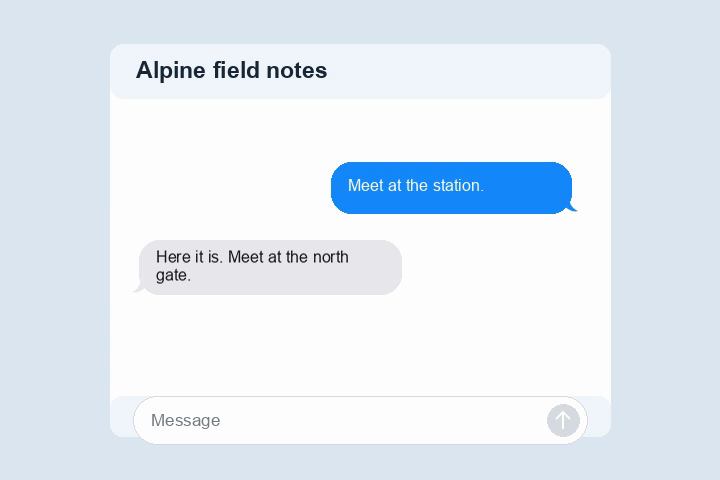 Alpine field notes
Meet at the station.
Here it is. Meet at the north
gate.
Message